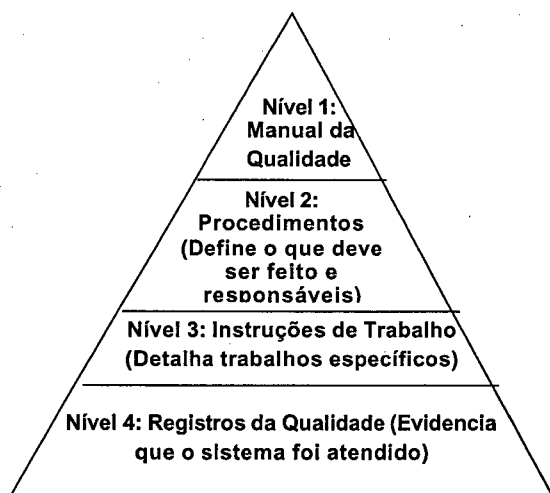 Nível 1:
Manual da
Qualidade
Nível 2:
Procedimentos
(Define o que deve
ser feito e
responsáveis)
Nível 3: Instruções de Trabalho
(Detalha trabalhos específicos)
Nível 4: Registros da Qualidade (Evidencia
que o sistema foi atendido)